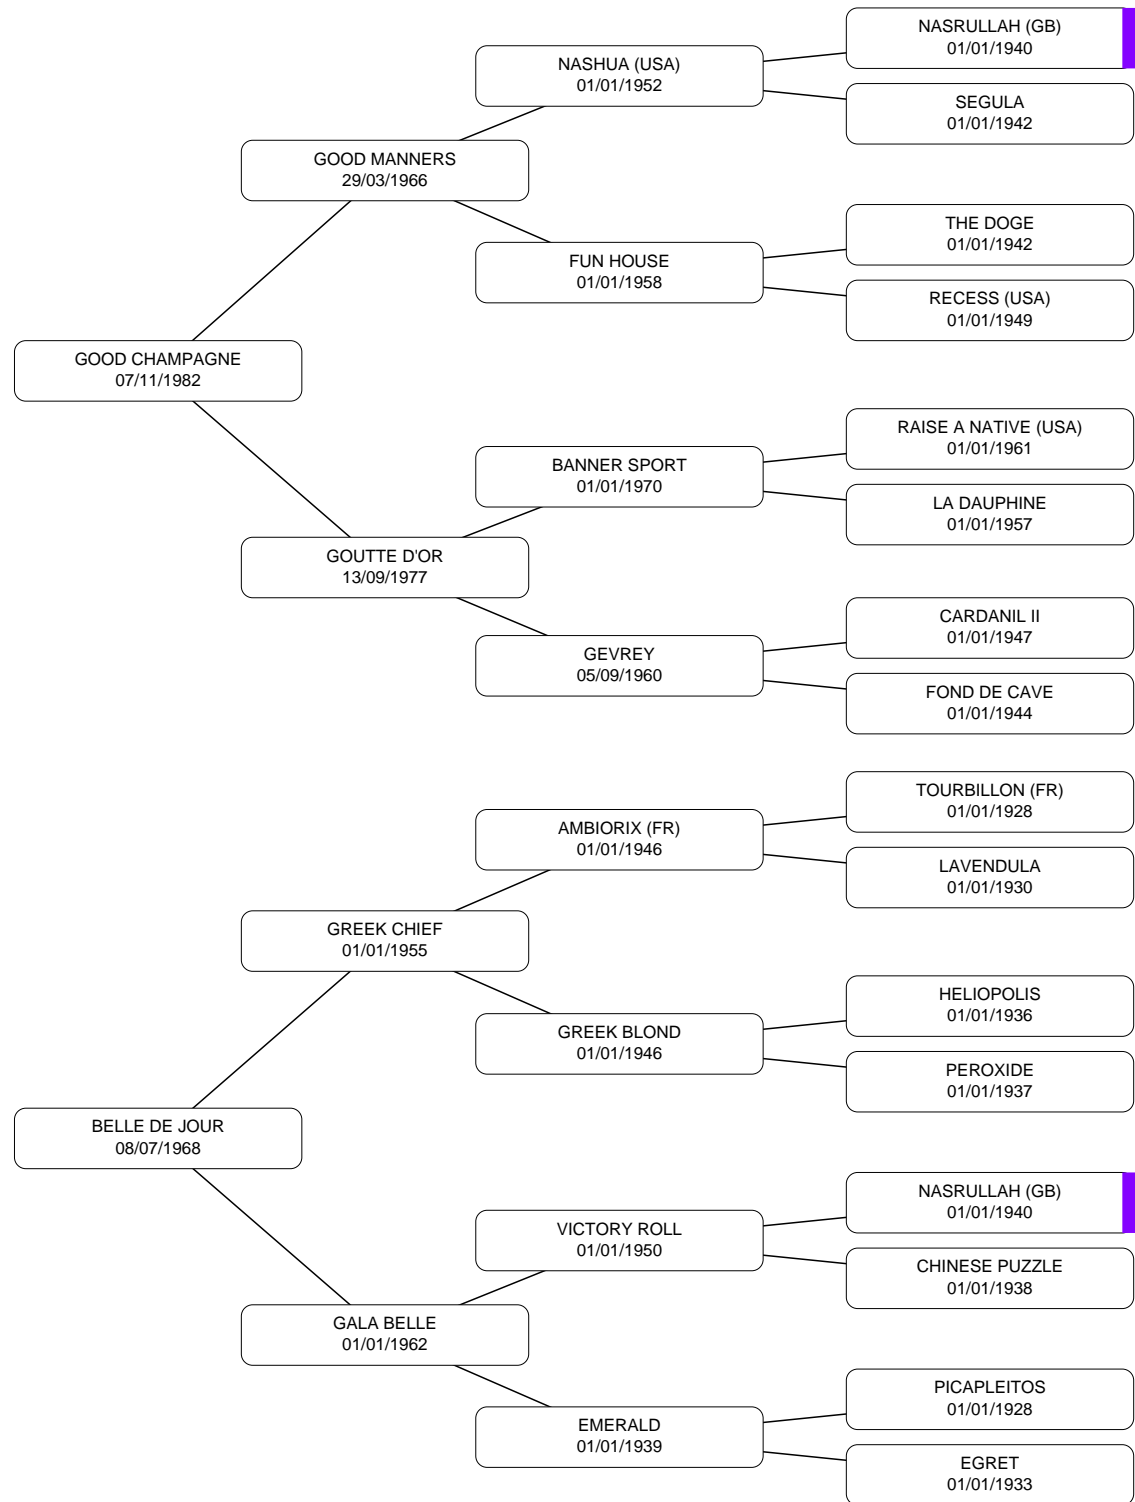 NASRULLAH (GB)
01/01/1940
NASHUA (USA)
01/01/1952
SEGULA
01/01/1942
GOOD MANNERS
29/03/1966
THE DOGE
01/01/1942
FUN HOUSE
01/01/1958
RECESS (USA)
01/01/1949
GOOD CHAMPAGNE
07/11/1982
RAISE A NATIVE (USA)
01/01/1961
BANNER SPORT
01/01/1970
LA DAUPHINE
01/01/1957
GOUTTE D'OR
13/09/1977
CARDANIL II
01/01/1947
GEVREY
05/09/1960
FOND DE CAVE
01/01/1944
TOURBILLON (FR)
01/01/1928
AMBIORIX (FR)
01/01/1946
LAVENDULA
01/01/1930
GREEK CHIEF
01/01/1955
HELIOPOLIS
01/01/1936
GREEK BLOND
01/01/1946
PEROXIDE
01/01/1937
BELLE DE JOUR
08/07/1968
NASRULLAH (GB)
01/01/1940
VICTORY ROLL
01/01/1950
CHINESE PUZZLE
01/01/1938
GALA BELLE
01/01/1962
PICAPLEITOS
01/01/1928
EMERALD
01/01/1939
EGRET
01/01/1933